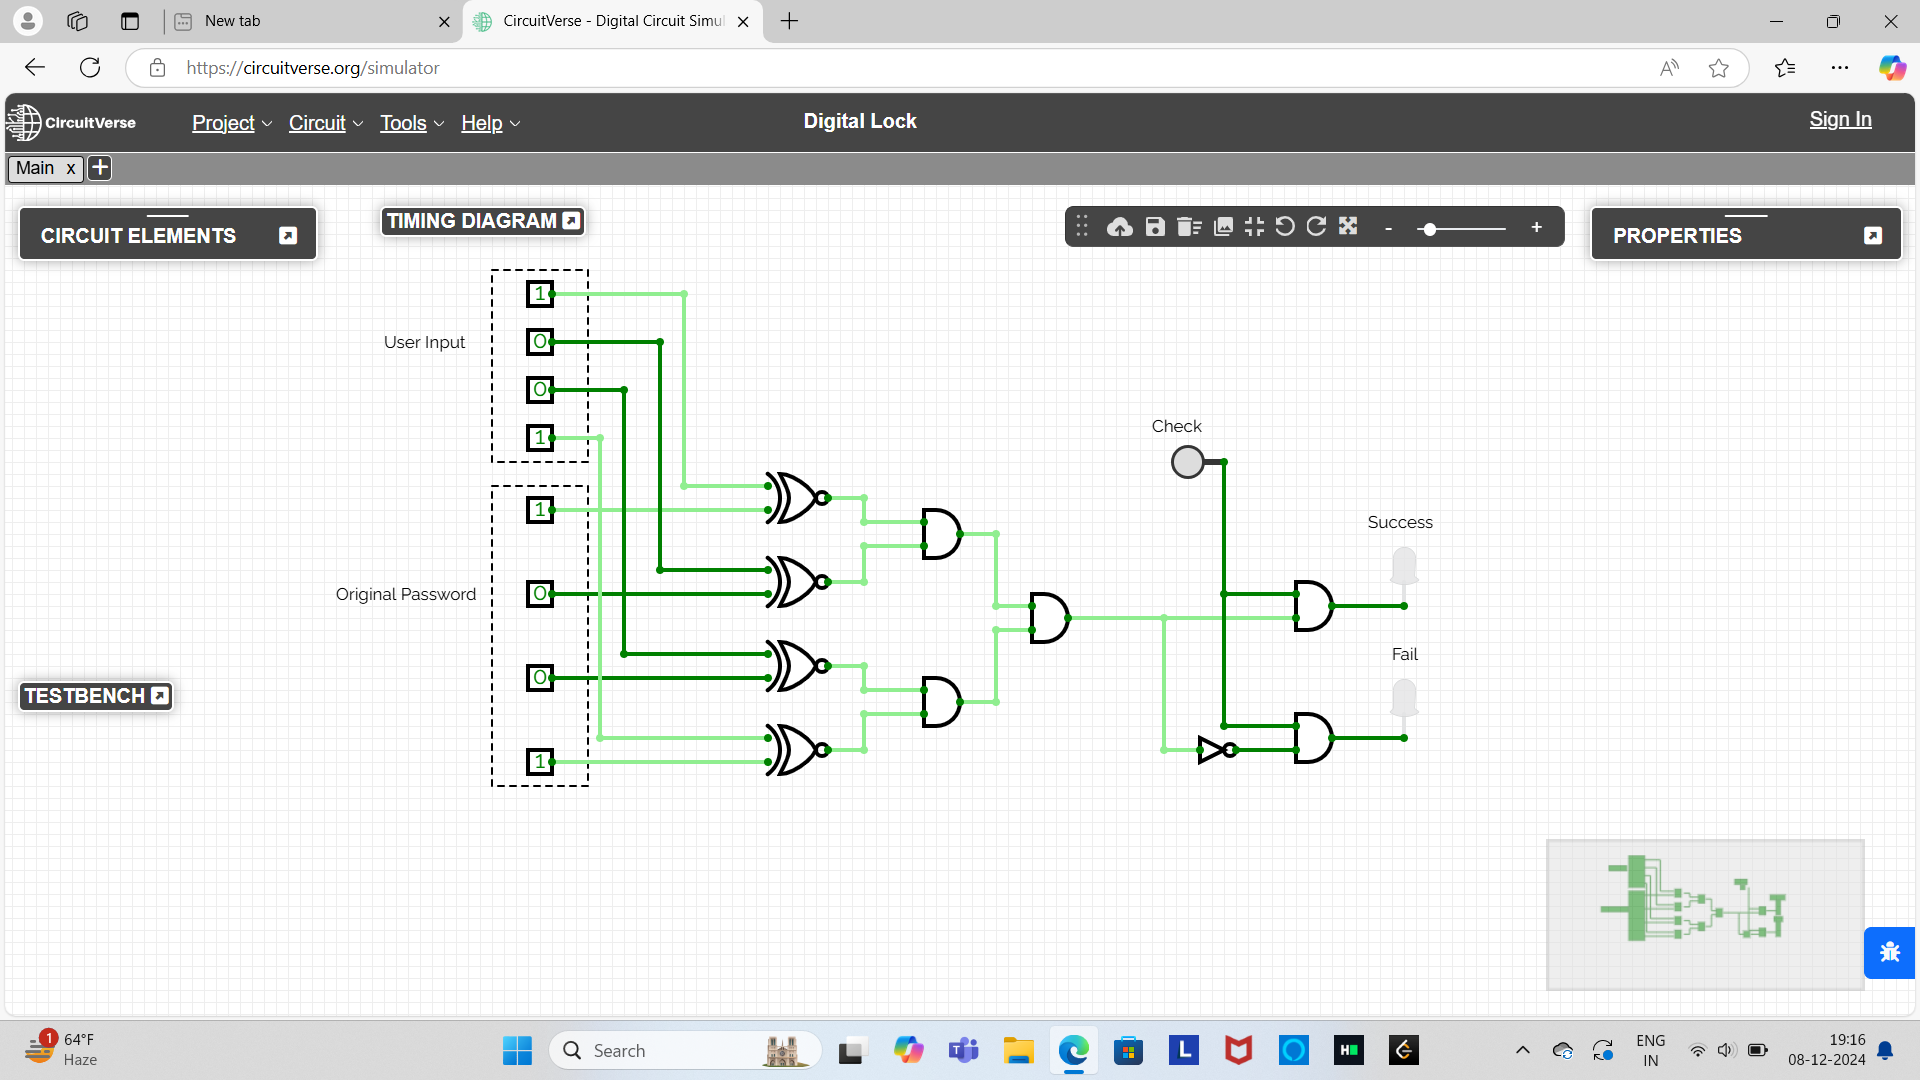 New tab
CircuitVerse - Digital Circuit Simu
https://circuitverse.org/simulator
CircuitVerse
Project
Circuit
Tools
Help
Digital Lock
Sign In
Main x
CIRCUIT ELEMENTS
TIMING DIAGRAM
- +
PROPERTIES
1
User Input
0
0
1
Check
1
Success
Original Password
0
Fail
0
TESTBENCH
1
1
64°F
Haze
Search
L
H
ENG
IN
19:16
08-12-2024